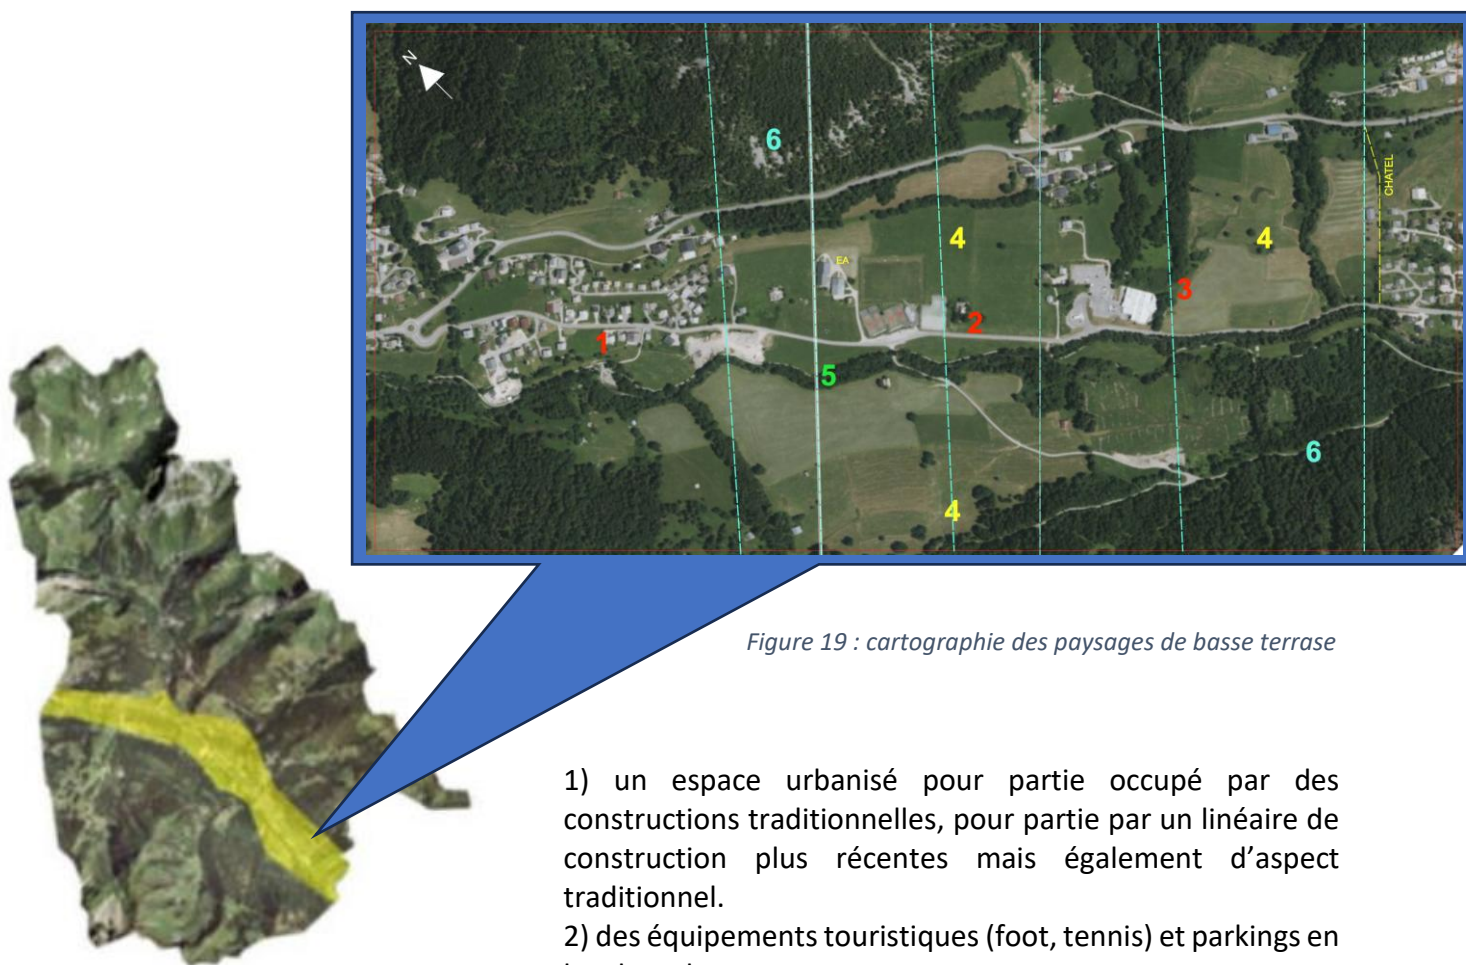 N
6
4
4
CHATEL
EA
3
2
1
5
6
4
Figure 19 : cartographie des paysages de basse terrase
1) un espace urbanisé pour partie occupé par des
constructions traditionnelles, pour partie par un linéaire de
construction plus récentes mais également d’aspect
traditionnel.
2) des équipements touristiques (foot, tennis) et parkings en